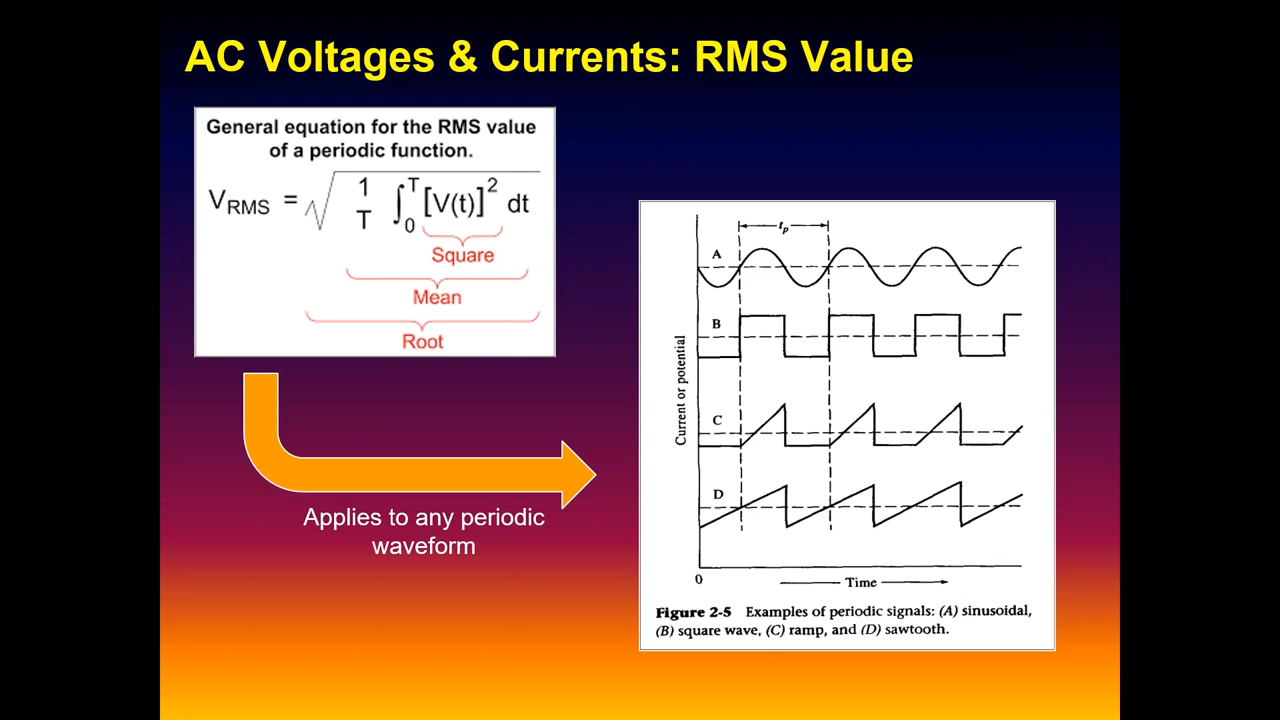 AC Voltages & Currents: RMS Value
General equation for the RMS value
of a periodic function.
V_RMS = √ 1/T ∫₀ᵀ [V(t)]² dt
Square
Mean
Root
Applies to any periodic
waveform
tₚ
A
B
C
D
Current or potential
0
Time
Figure 2-5 Examples of periodic signals: (A) sinusoidal,
(B) square wave, (C) ramp, and (D) sawtooth.